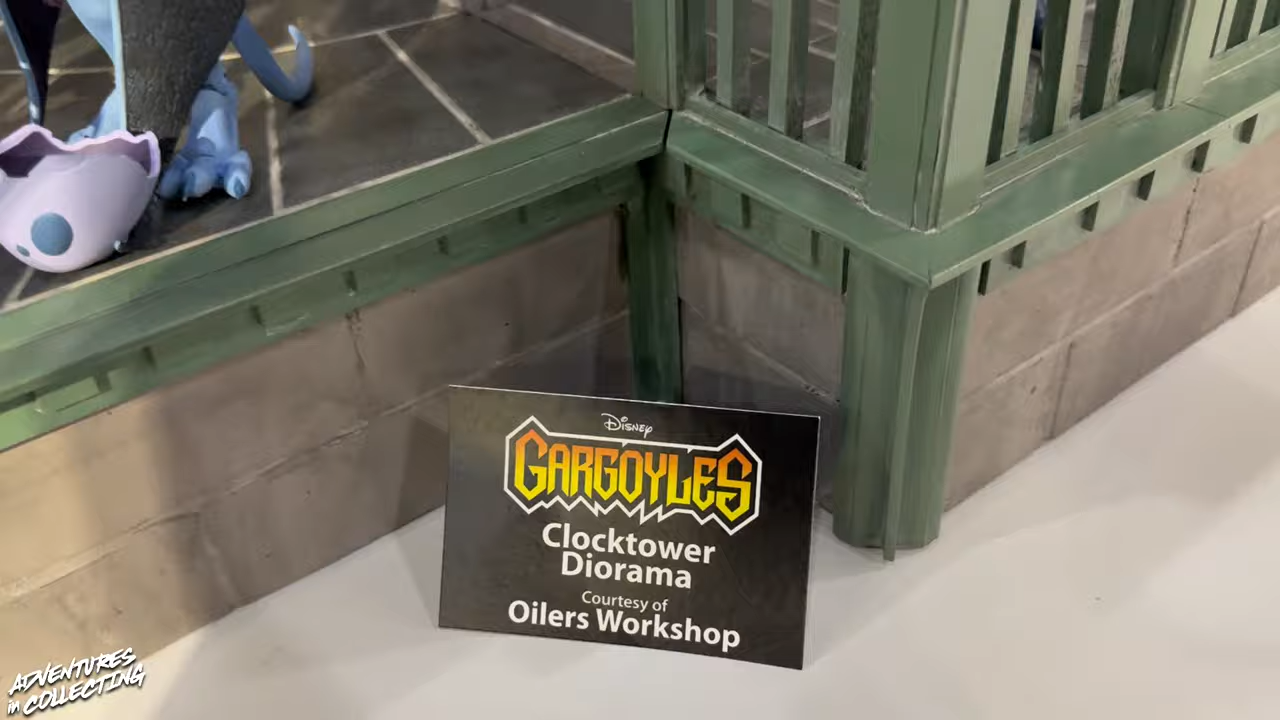 Disney
GARGOYLES
Clocktower
Diorama
Courtesy of
Oilers Workshop
ADVENTURES
in COLLECTING